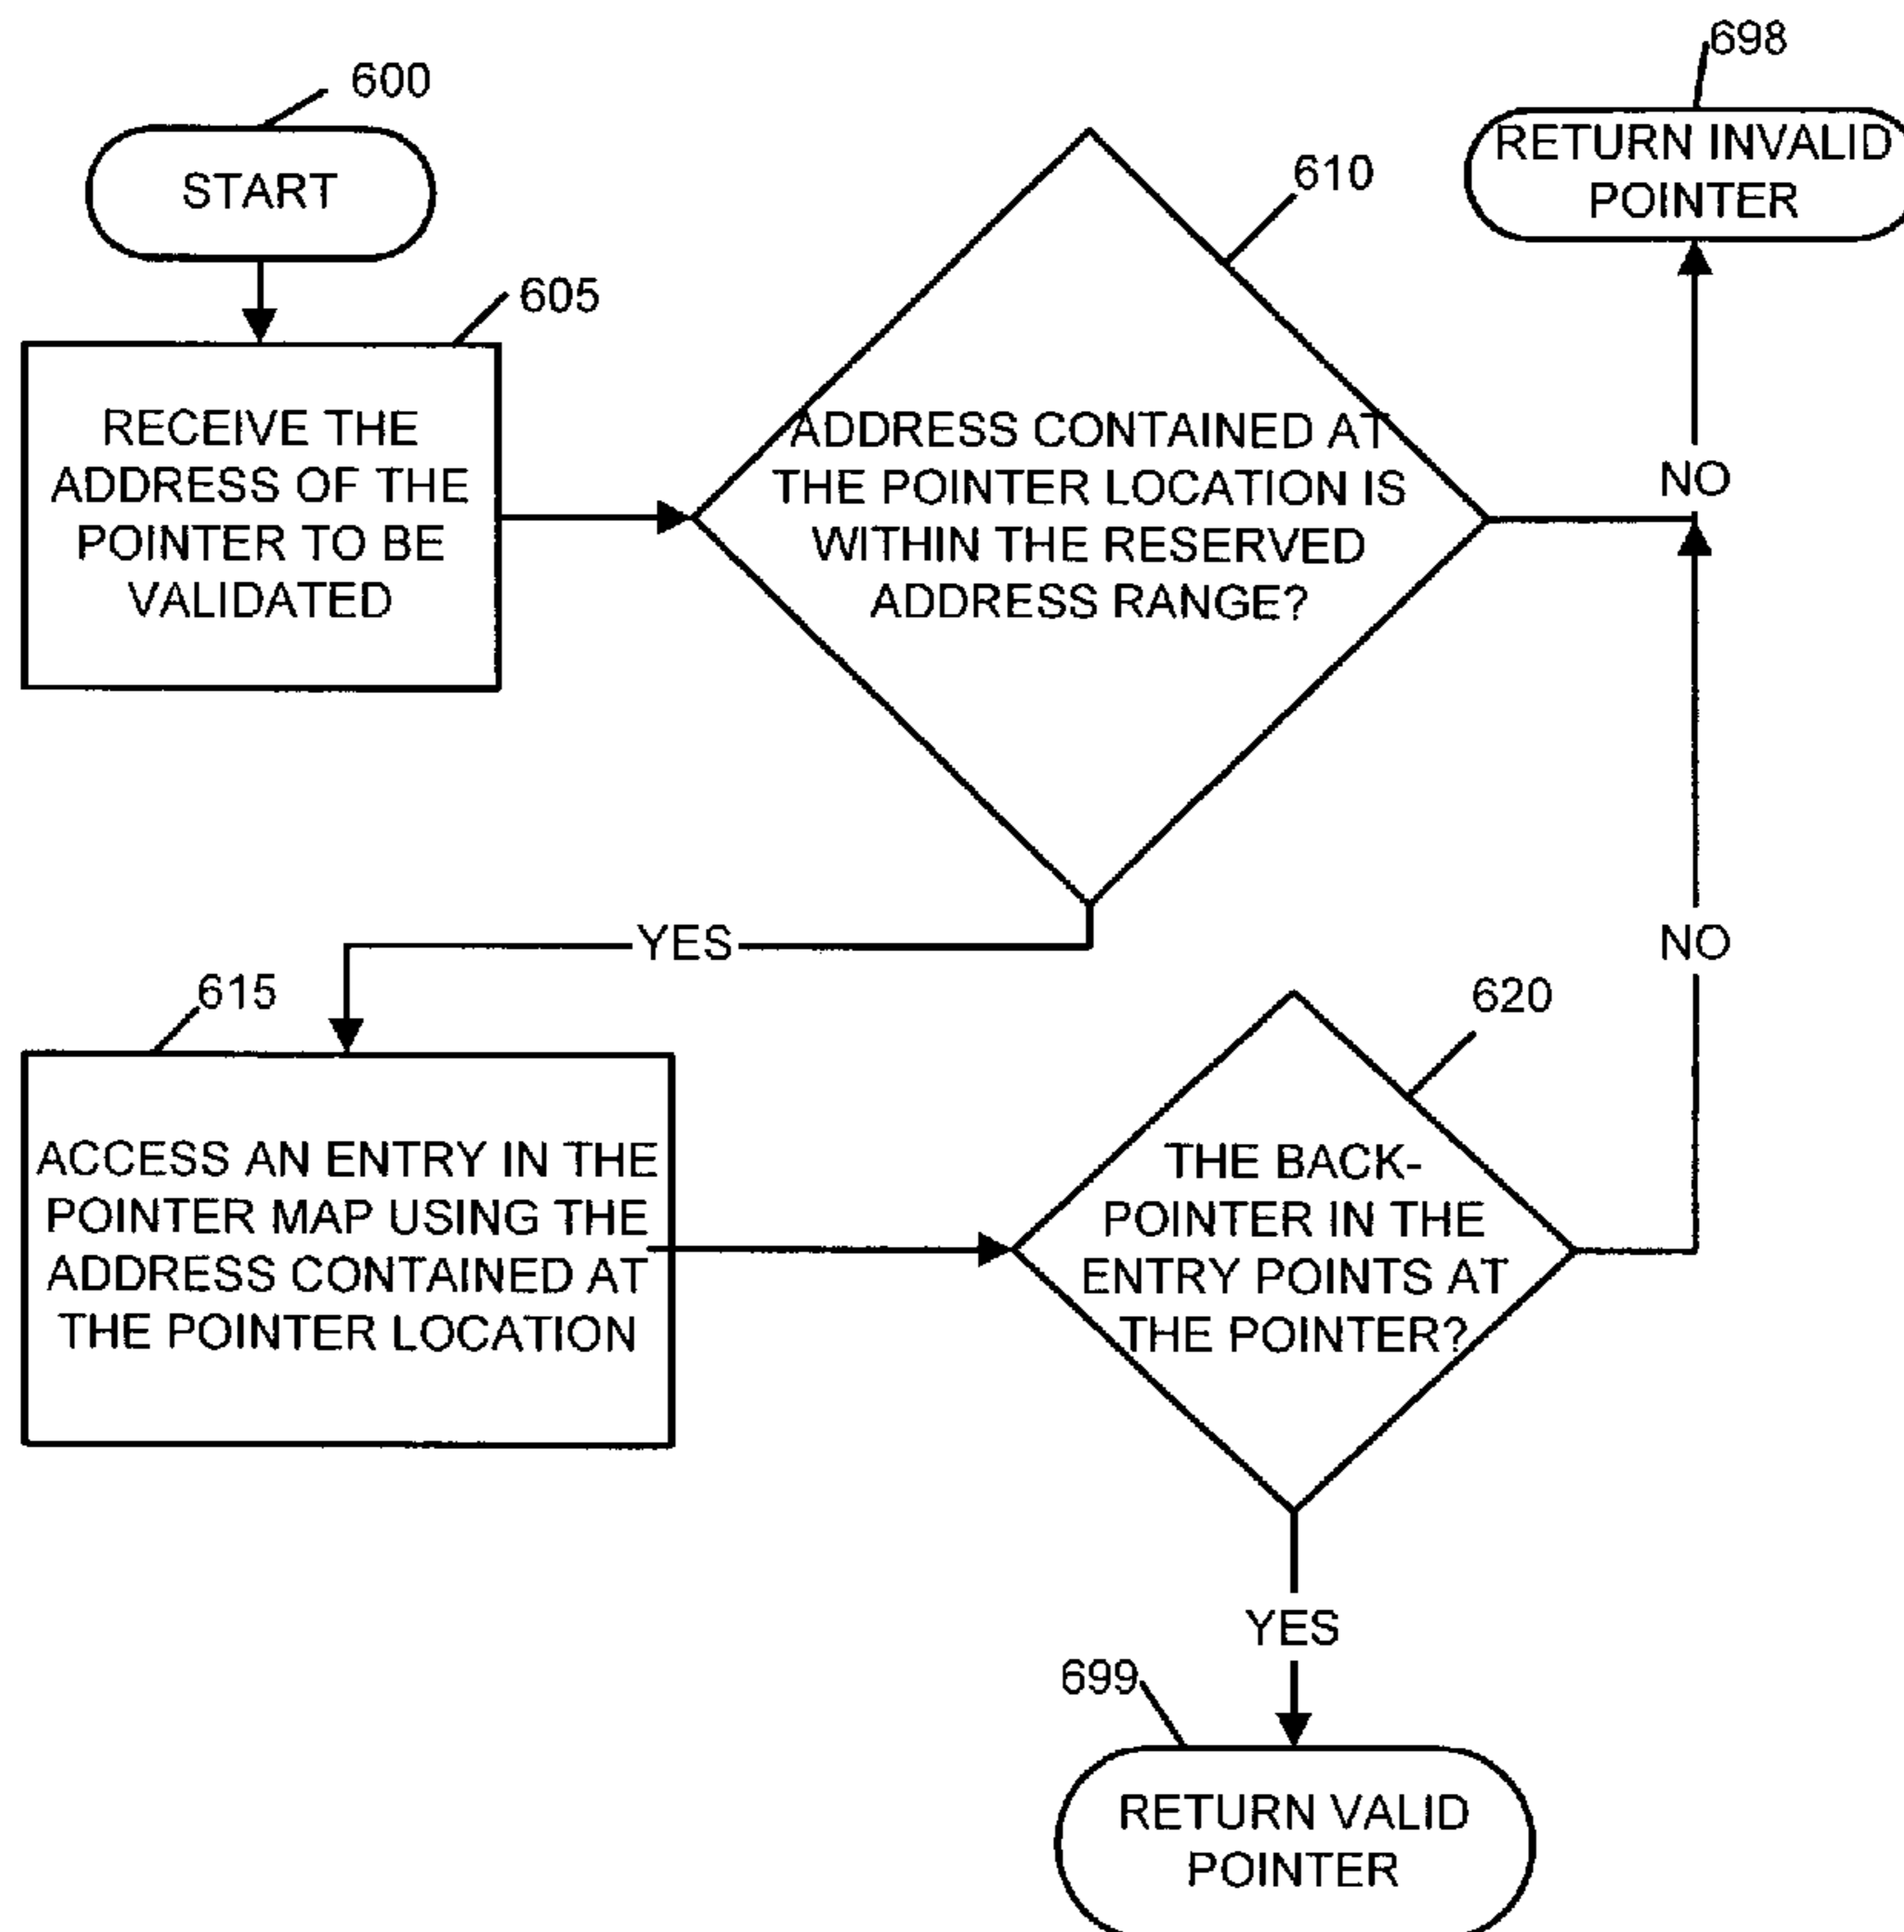 600
START
605
RECEIVE THE
ADDRESS OF THE
POINTER TO BE
VALIDATED
610
ADDRESS CONTAINED AT
THE POINTER LOCATION IS
WITHIN THE RESERVED
ADDRESS RANGE?
698
RETURN INVALID
POINTER
NO
YES
NO
615
ACCESS AN ENTRY IN THE
POINTER MAP USING THE
ADDRESS CONTAINED AT
THE POINTER LOCATION
620
THE BACK-
POINTER IN THE
ENTRY POINTS AT
THE POINTER?
YES
699
RETURN VALID
POINTER